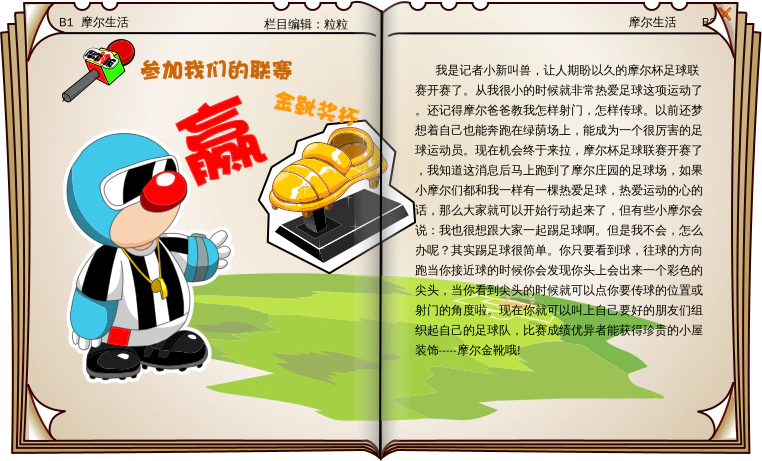 B1 摩尔生活
栏目编辑：粒粒
参加我们的联赛
赢
金靴奖杯
摩尔生活
我是记者小新叫兽，让人期盼以久的摩尔杯足球联
赛开赛了。从我很小的时候就非常热爱足球这项运动了
。还记得摩尔爸爸教我怎样射门，怎样传球。以前还梦
想着自己也能奔跑在绿荫场上，能成为一个很厉害的足
球运动员。现在机会终于来拉，摩尔杯足球联赛开赛了
，我知道这消息后马上跑到了摩尔庄园的足球场，如果
小摩尔们都和我一样有一棵热爱足球，热爱运动的心的
话，那么大家就可以开始行动起来了，但有些小摩尔会
说：我也很想跟大家一起踢足球啊。但是我不会，怎么
办呢？其实踢足球很简单。你只要看到球，往球的方向
跑当你接近球的时候你会发现你头上会出来一个彩色的
尖头，当你看到尖头的时候就可以点你要传球的位置或
射门的角度啦。现在你就可以叫上自己要好的朋友们组
织起自己的足球队，比赛成绩优异者能获得珍贵的小屋
装饰-----摩尔金靴哦!